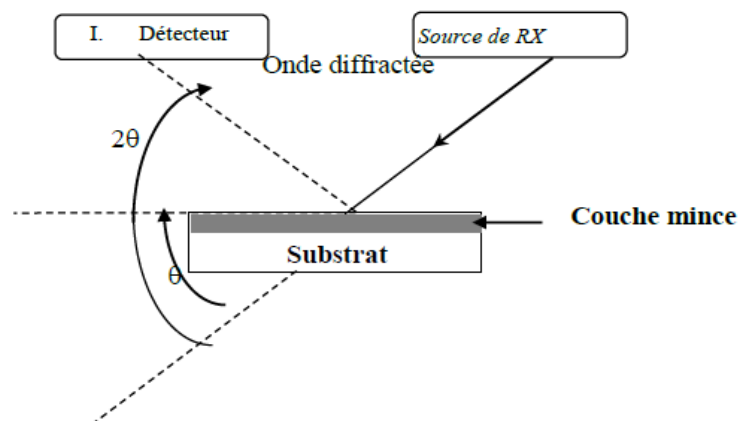 I. Détecteur
Source de RX
Onde diffractée
2θ
Couche mince
Substrat
θ